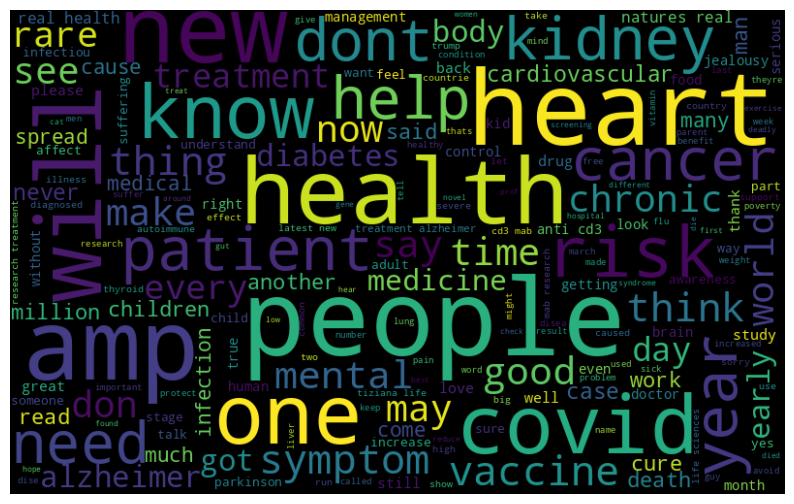 real health
new
management
give
women
take
natures real
man
serious
infectiou
dont
trump
condition
mind
kidney
rare
body
jealousy
see
cause
treatment
want
feel
back
cardiovascular
theyre
please
suffering
know
help
countrie
food
last
cat
men
treat
thats
heart
vitamin
country
exercise
spread
now
said
kid
many
week
deadly
affect
will
understand
healthy
screening
parent
benefit
thing
diabetes
control
drug
free
cancer
illness
never
medical
suffer
health
let
prof
different
part
support
diagnosed
around
right
tell
severe
novel
chronic
poverty
without
make
effect
gene
hospital
die
autoimmune
latest new
treatment alzheimer
anti cd3
look
flu
thank
first
research treatment
research
patient
say
cd3 mab
time
risk
march
made
way
weight
gut
adult
mab research
every
another
medicine
getting
syndrome
awareness
world
thyroid
hear
might
million
children
low
common
people
disea
caused
think
increased
child
number
lung
check
result
brain
study
amp
true
two
pain
good
even
used
sick
day
sorry
great
important
infection
mental
word
problem
use
someone
protect
human
best
love
tiziana life
big
well
case
doctor
work
year
yearly
don
stage
one
may
keep
name
yes
read
found
come
sure
covid
life sciences
died
need
talk
liver
increase
reduce
much
got
symptom
high
vaccine
cure
avoid
hope
alzheimer
parkinson
still
death
guy
dise
run
called
show
month